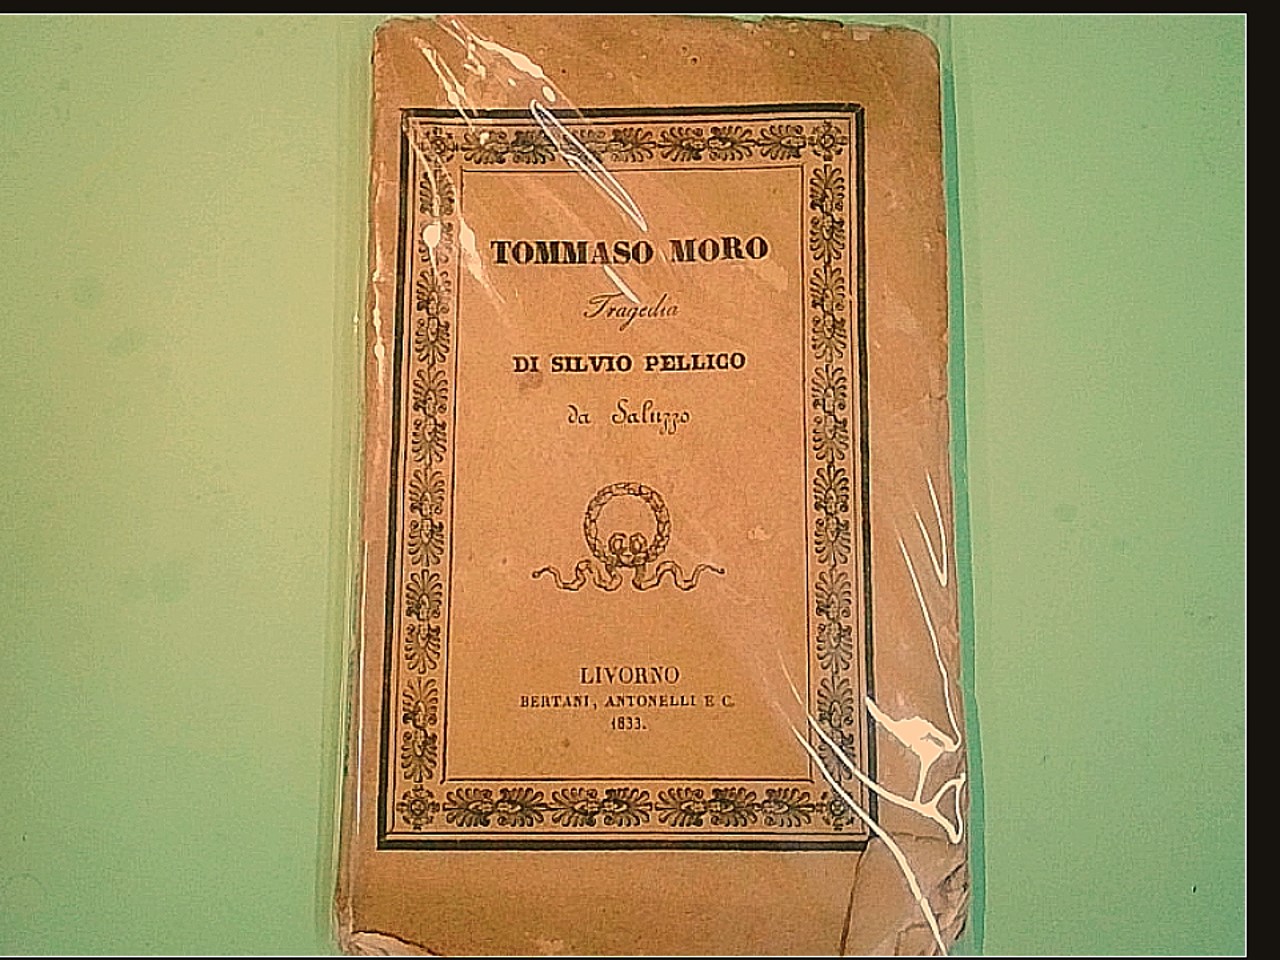 TOMMASO MORO
Tragedia
DI SILVIO PELLICO
da Saluzzo
LIVORNO
BERTANI, ANTONELLI E C.
1833.